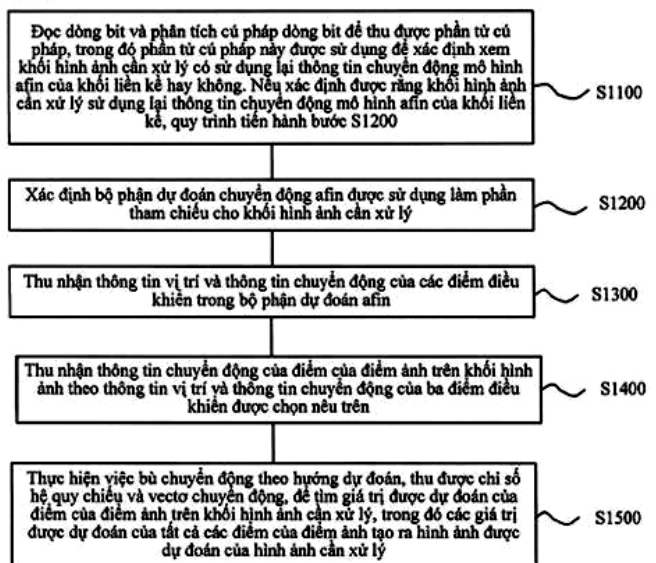 Đọc dòng bit và phân tích cú pháp dòng bit để thu được phần tử cú
pháp, trong đó phần tử cú pháp này được sử dụng để xác định xem
khối hình ảnh cần xử lý có sử dụng lại thông tin chuyển động mô hình
afin của khối liền kề hay không. Nếu xác định được rằng khối hình ảnh
cần xử lý sử dụng lại thông tin chuyển động mô hình afin của khối liền
kề, quy trình tiến hành bước S1200
S1100
Xác định bộ phận dự đoán chuyển động afin được sử dụng làm phần
tham chiếu cho khối hình ảnh cần xử lý
S1200
Thu nhận thông tin vị trí và thông tin chuyển động của các điểm điều
khiển trong bộ phận dự đoán afin
S1300
Thu nhận thông tin chuyển động của điểm của điểm ảnh trên khối hình
ảnh theo thông tin vị trí và thông tin chuyển động của ba điểm điều
khiển được chọn nêu trên
S1400
Thực hiện việc bù chuyển động theo hướng dự đoán, thu được chỉ số
hệ quy chiếu và vectơ chuyển động, để tìm giá trị được dự đoán của
điểm của điểm ảnh trên khối hình ảnh cần xử lý, trong đó các giá trị
được dự đoán của tất cả các điểm của điểm ảnh tạo ra hình ảnh được
dự đoán của hình ảnh cần xử lý
S1500